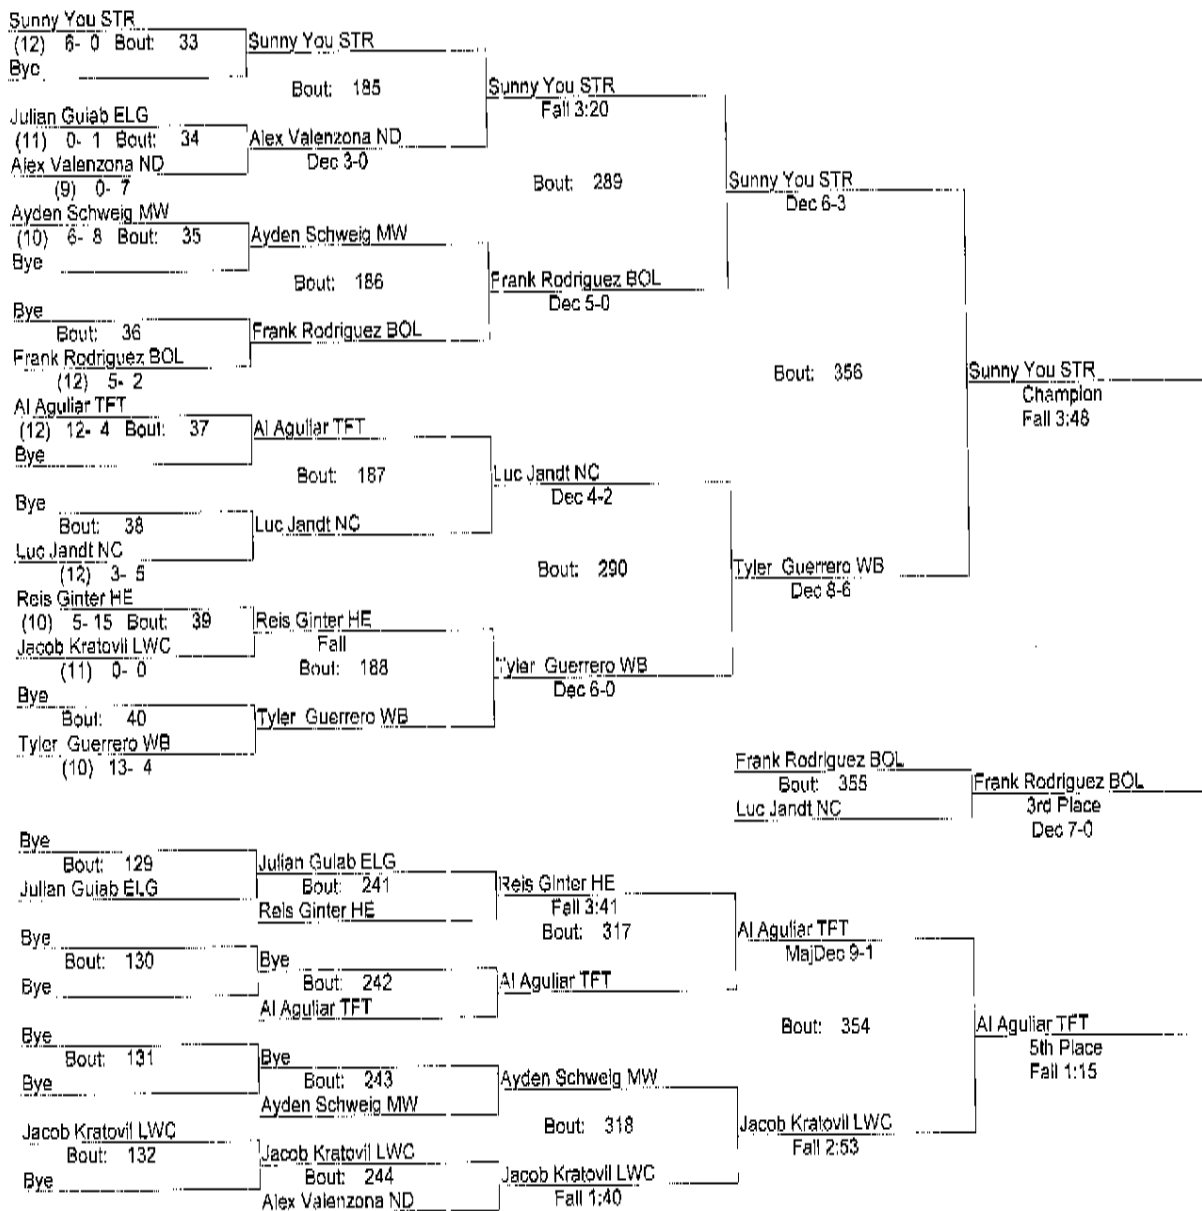 Sunny You STR
(12) 6- 0 Bout: 33
Bye
Sunny You STR
Bout: 185
Julian Guiab ELG
(11) 0- 1 Bout: 34
Alex Valenzona ND
(9) 0- 7
Alex Valenzona ND
Dec 3-0
Sunny You STR
Fall 3:20
Bout: 289
Ayden Schweig MW
(10) 6- 8 Bout: 35
Bye
Ayden Schweig MW
Bout: 186
Bye
Bout: 36
Frank Rodriguez BOL
(12) 5- 2
Frank Rodriguez BOL
Frank Rodriguez BOL
Dec 5-0
Sunny You STR
Dec 6-3
Bout: 356
Al Aguliar TFT
(12) 12- 4 Bout: 37
Bye
Al Aguliar TFT
Bout: 187
Bye
Bout: 38
Luc Jandt NC
(12) 3- 5
Luc Jandt NC
Luc Jandt NC
Dec 4-2
Bout: 290
Reis Ginter HE
(10) 5- 15 Bout: 39
Jacob Kratovil LWC
(11) 0- 0
Reis Ginter HE
Fall
Bout: 188
Bye
Bout: 40
Tyler Guerrero WB
(10) 13- 4
Tyler Guerrero WB
Tyler Guerrero WB
Dec 6-0
Tyler Guerrero WB
Dec 8-6
Sunny You STR
Champion
Fall 3:48
Frank Rodriguez BOL
Bout: 355
Luc Jandt NC
Frank Rodriguez BOL
3rd Place
Dec 7-0
Bye
Bout: 129
Julian Guiab ELG
Julian Guiab ELG
Bout: 241
Reis Ginter HE
Reis Ginter HE
Fall 3:41
Bout: 317
Bye
Bout: 130
Bye
Bye
Bout: 242
Al Aguliar TFT
Al Aguliar TFT
Al Aguliar TFT
MajDec 9-1
Bout: 354
Bye
Bout: 131
Bye
Bye
Bout: 243
Ayden Schweig MW
Ayden Schweig MW
Bout: 318
Jacob Kratovil LWC
Bout: 132
Bye
Jacob Kratovil LWC
Bout: 244
Alex Valenzona ND
Jacob Kratovil LWC
Fall 1:40
Jacob Kratovil LWC
Fall 2:53
Al Aguliar TFT
5th Place
Fall 1:15